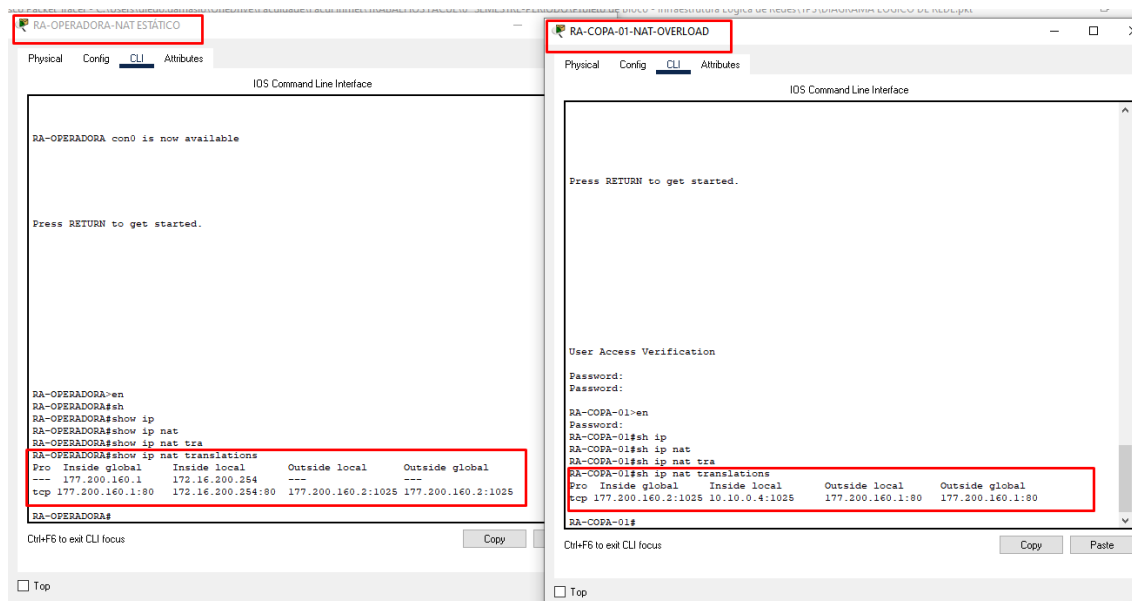 RA-OPERADORA-NAT ESTÁTICO
Physical Config CLI Attributes
IOS Command Line Interface
RA-OPERADORA con0 is now available
Press RETURN to get started.
RA-OPERADORA>en
RA-OPERADORA#sh
RA-OPERADORA#show ip
RA-OPERADORA#show ip nat
RA-OPERADORA#show ip nat tra
RA-OPERADORA#show ip nat translations
Pro Inside global Inside local Outside local Outside global
--- 177.200.160.1 172.16.200.254 --- ---
tcp 177.200.160.1:80 172.16.200.254:80 177.200.160.2:1025 177.200.160.2:1025
RA-OPERADORA#
Ctrl+F6 to exit CLI focus
Copy
Top
RA-COPA-01-NAT-OVERLOAD
Physical Config CLI Attributes
IOS Command Line Interface
Press RETURN to get started.
User Access Verification
Password:
Password:
RA-COPA-01>en
Password:
RA-COPA-01#sh ip
RA-COPA-01#sh ip nat
RA-COPA-01#sh ip nat tra
RA-COPA-01#sh ip nat translations
Pro Inside global Inside local Outside local Outside global
tcp 177.200.160.2:1025 10.10.0.4:1025 177.200.160.1:80 177.200.160.1:80
RA-COPA-01#
Ctrl+F6 to exit CLI focus
Copy Paste
Top